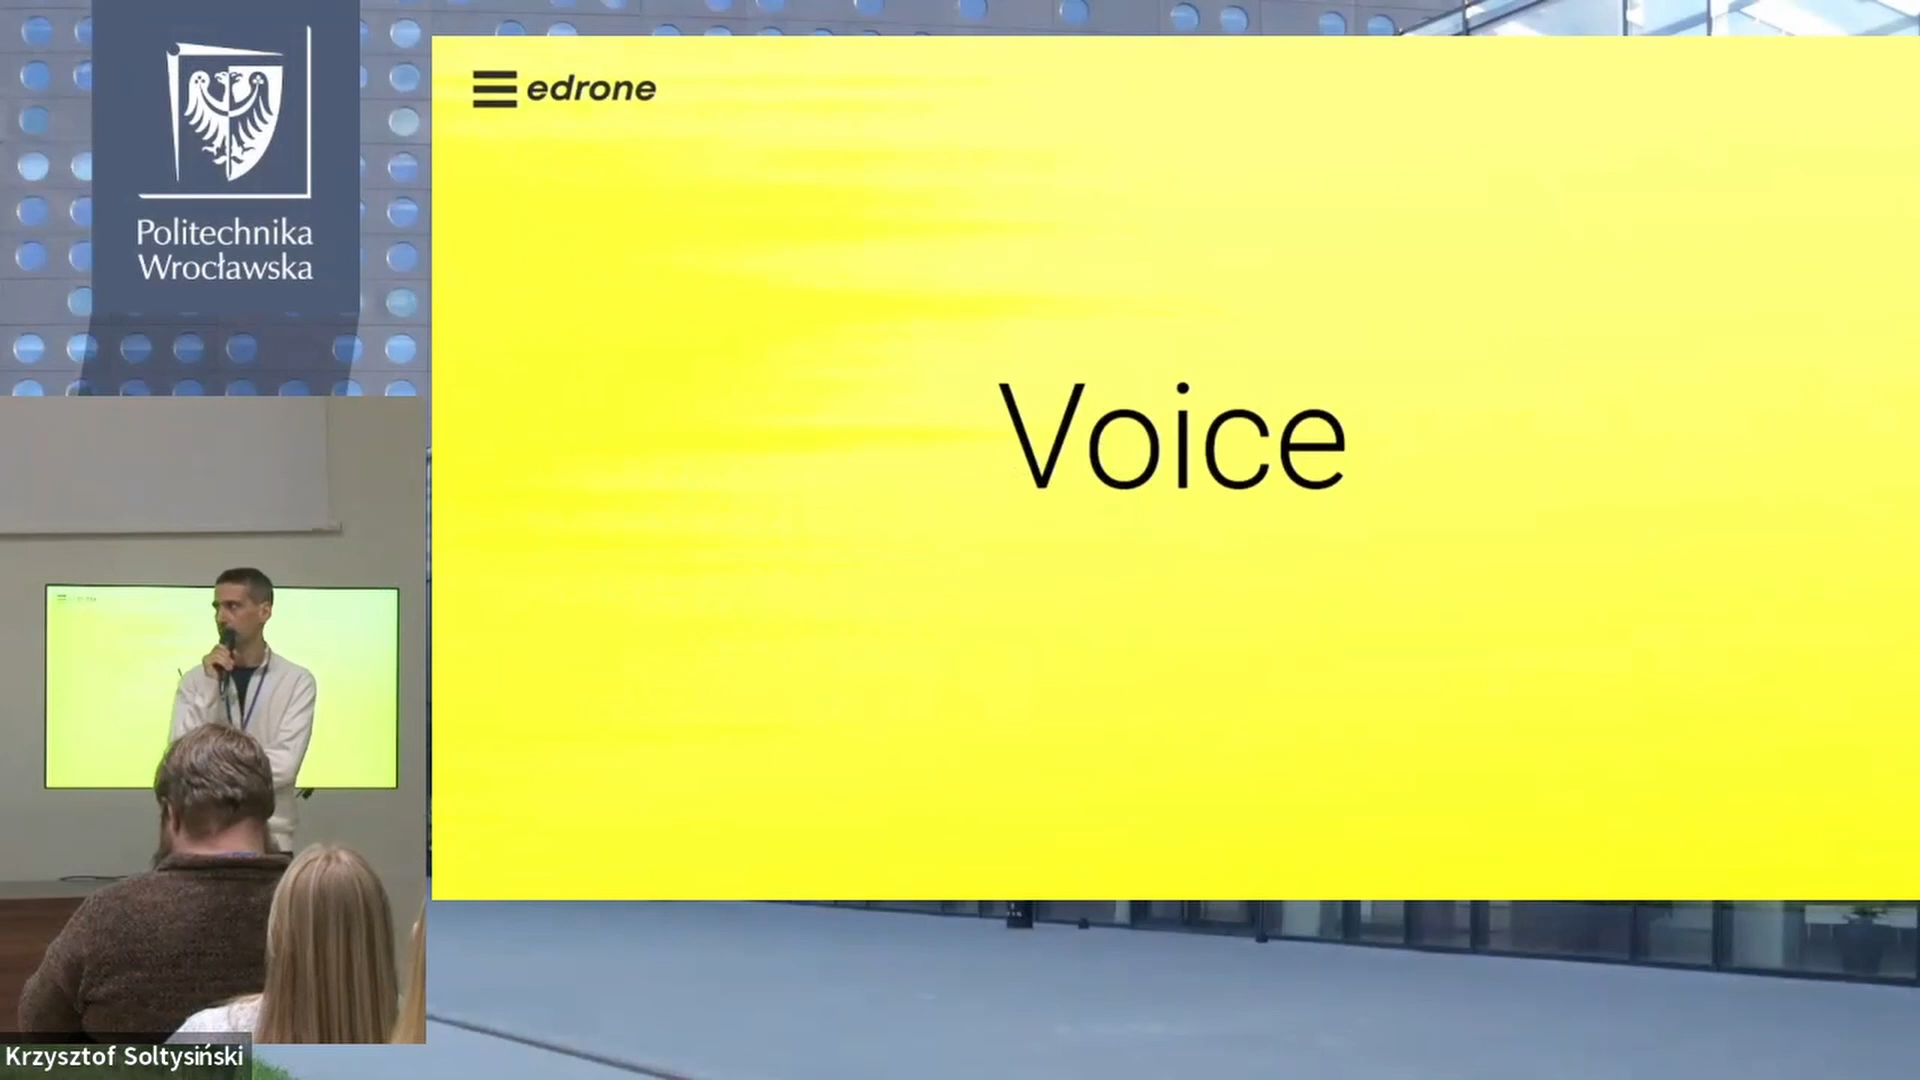 Politechnika
Wrocławska
edrone
Voice
Krzysztof Soltysiński